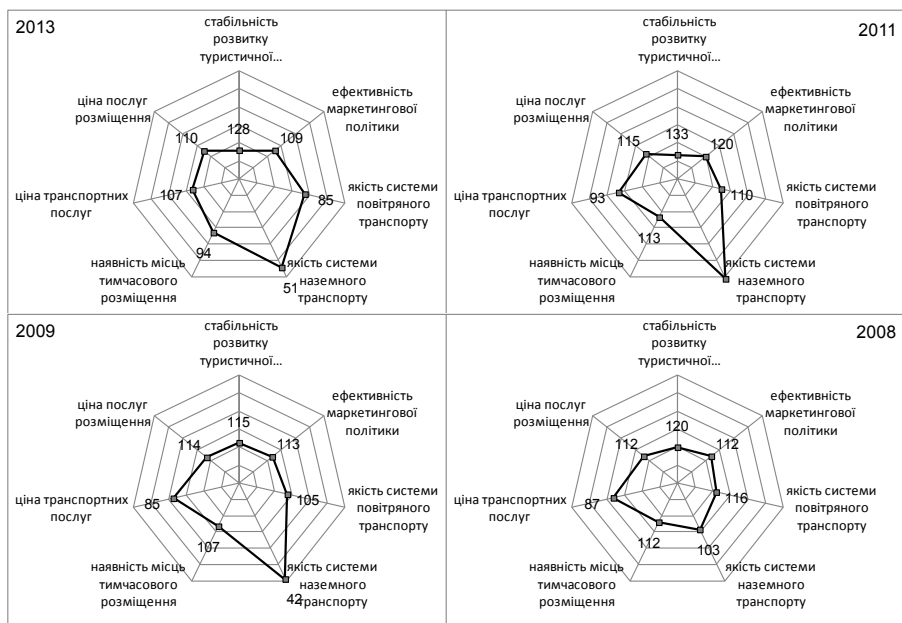 2013
стабільність
розвитку
туристичної...
ефективність
маркетингової
політики
якість системи
повітряного
транспорту
якість системи
наземного
транспорту
наявність місць
тимчасового
розміщення
ціна транспортних
послуг
ціна послуг
розміщення
128
109
85
51
94
107
110
2011
стабільність
розвитку
туристичної...
ефективність
маркетингової
політики
якість системи
повітряного
транспорту
якість системи
наземного
транспорту
наявність місць
тимчасового
розміщення
ціна транспортних
послуг
ціна послуг
розміщення
133
120
110
113
93
115
2009
стабільність
розвитку
туристичної...
ефективність
маркетингової
політики
якість системи
повітряного
транспорту
якість системи
наземного
транспорту
наявність місць
тимчасового
розміщення
ціна транспортних
послуг
ціна послуг
розміщення
115
113
105
42
107
85
114
2008
стабільність
розвитку
туристичної...
ефективність
маркетингової
політики
якість системи
повітряного
транспорту
якість системи
наземного
транспорту
наявність місць
тимчасового
розміщення
ціна транспортних
послуг
ціна послуг
розміщення
120
112
116
103
112
87
112